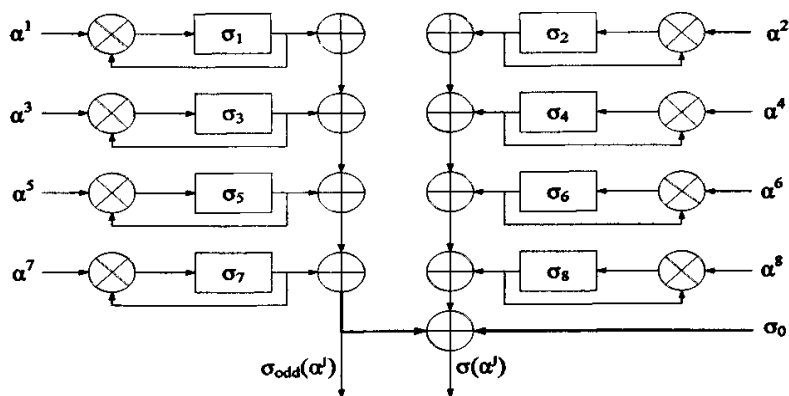 α¹ σ₁ σ₂ α²
α³ σ₃ σ₄ α⁴
α⁵ σ₅ σ₆ α⁶
α⁷ σ₇ σ₈ α⁸
σ₀
σodd(αʲ) σ(αʲ)